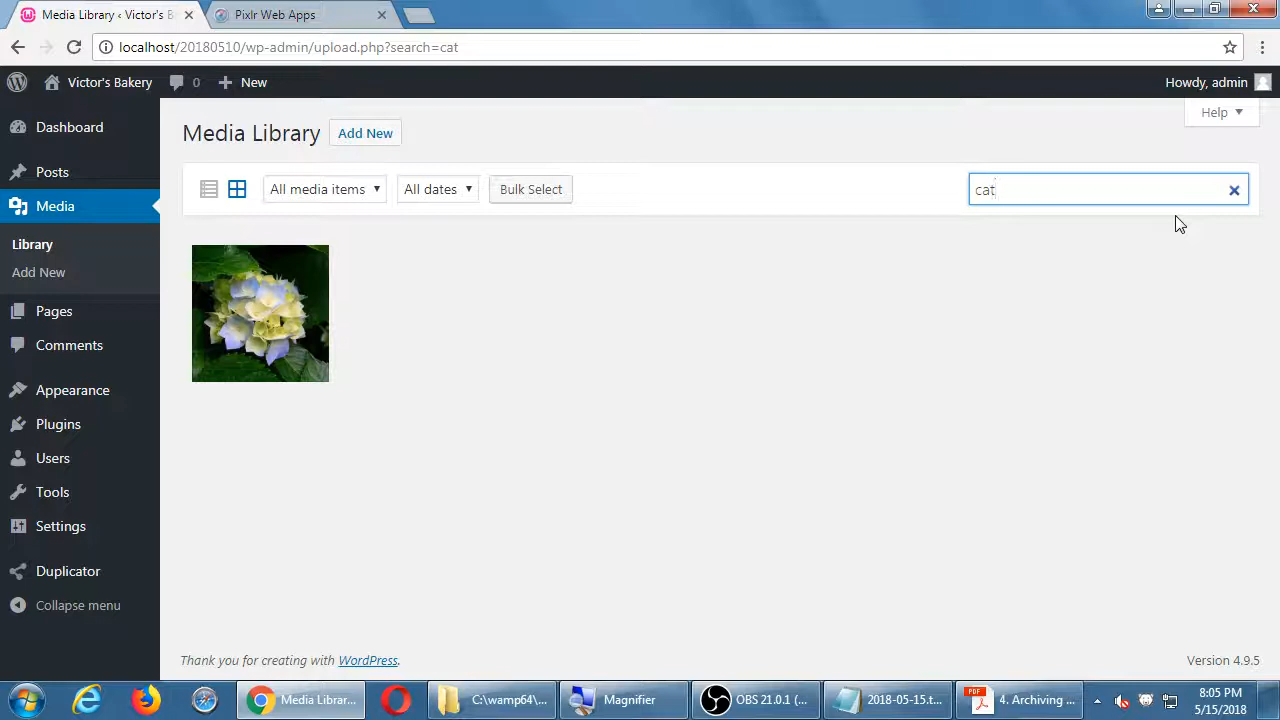 Media Library ‹ Victor's B
Pixlr Web Apps
localhost/20180510/wp-admin/upload.php?search=cat
Victor's Bakery
0
New
Howdy, admin
Help
Dashboard
Posts
Media
Library
Add New
Pages
Comments
Appearance
Plugins
Users
Tools
Settings
Duplicator
Collapse menu
Media Library
Add New
All media items
All dates
Bulk Select
cat
Thank you for creating with WordPress.
Version 4.9.5
Media Librar...
C:\wamp64\...
Magnifier
OBS 21.0.1 (...
2018-05-15.t...
PDF
4. Archiving ...
8:05 PM
5/15/2018